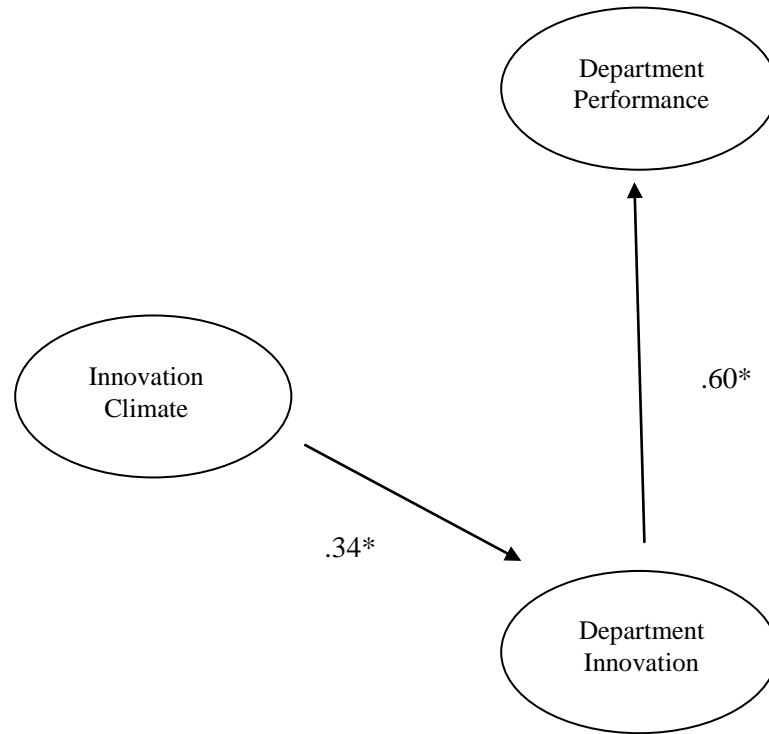 Department
Performance
Innovation
Climate
.60*
.34*
Department
Innovation